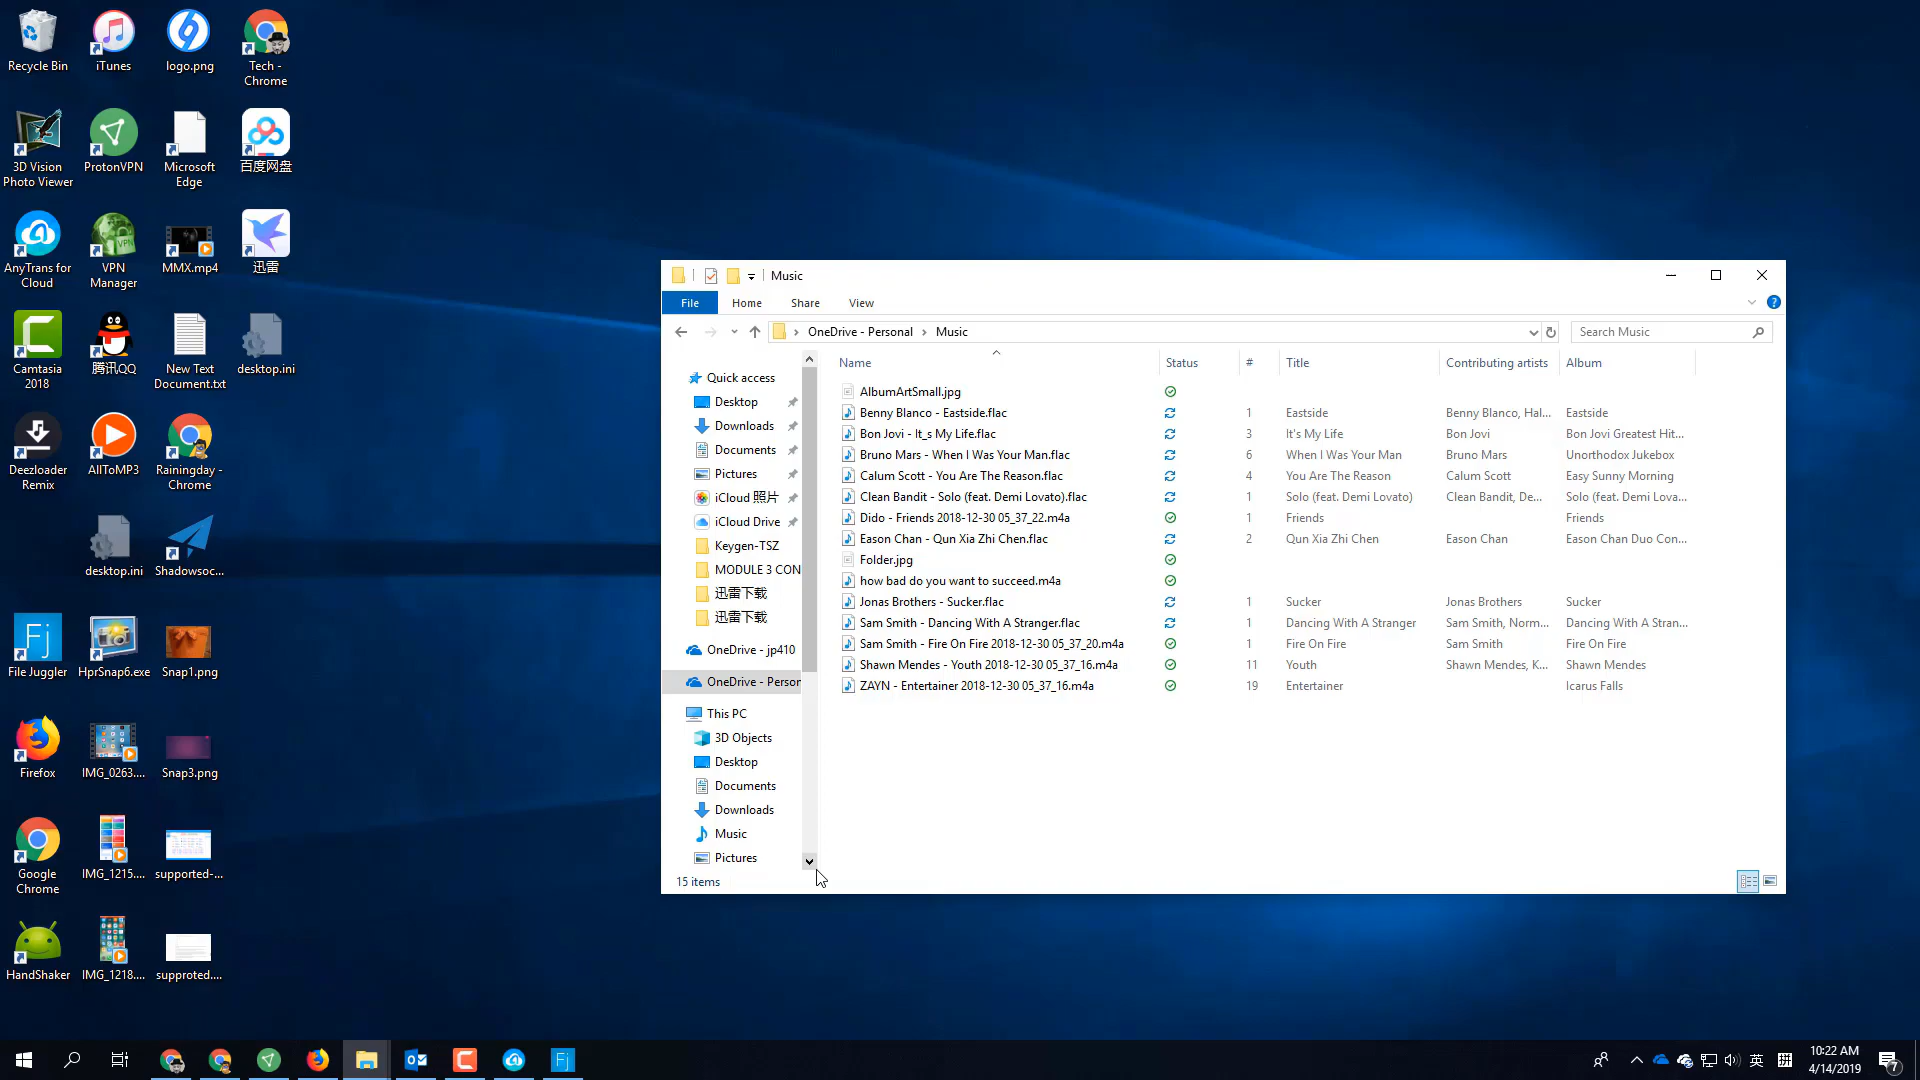 Recycle Bin
iTunes
logo.png
Tech -
Chrome
3D Vision
Photo Viewer
ProtonVPN
Microsoft
Edge
百度网盘
AnyTrans for
Cloud
VPN
Manager
MMX.mp4
迅雷
Camtasia
2018
腾讯QQ
New Text
Document.txt
desktop.ini
Deezloader
Remix
AllToMP3
Rainingday -
Chrome
desktop.ini
Shadowsoc...
File Juggler
HprSnap6.exe
Snap1.png
Firefox
IMG_0263....
Snap3.png
Google
Chrome
IMG_1215....
supported-...
HandShaker
IMG_1218....
supproted....
Music
File Home Share View
OneDrive - Personal Music
Search Music
Quick access
Desktop
Downloads
Documents
Pictures
iCloud 照片
iCloud Drive
Keygen-TSZ
MODULE 3 CON
迅雷下载
迅雷下载
OneDrive - jp410
OneDrive - Person
This PC
3D Objects
Desktop
Documents
Downloads
Music
Pictures
Name Status # Title Contributing artists Album
AlbumArtSmall.jpg
Benny Blanco - Eastside.flac 1 Eastside Benny Blanco, Hal... Eastside
Bon Jovi - It_s My Life.flac 3 It's My Life Bon Jovi Bon Jovi Greatest Hit...
Bruno Mars - When I Was Your Man.flac 6 When I Was Your Man Bruno Mars Unorthodox Jukebox
Calum Scott - You Are The Reason.flac 4 You Are The Reason Calum Scott Easy Sunny Morning
Clean Bandit - Solo (feat. Demi Lovato).flac 1 Solo (feat. Demi Lovato) Clean Bandit, De... Solo (feat. Demi Lova...
Dido - Friends 2018-12-30 05_37_22.m4a 1 Friends Friends
Eason Chan - Qun Xia Zhi Chen.flac 2 Qun Xia Zhi Chen Eason Chan Eason Chan Duo Con...
Folder.jpg
how bad do you want to succeed.m4a
Jonas Brothers - Sucker.flac 1 Sucker Jonas Brothers Sucker
Sam Smith - Dancing With A Stranger.flac 1 Dancing With A Stranger Sam Smith, Norm... Dancing With A Stran...
Sam Smith - Fire On Fire 2018-12-30 05_37_20.m4a 1 Fire On Fire Sam Smith Fire On Fire
Shawn Mendes - Youth 2018-12-30 05_37_16.m4a 11 Youth Shawn Mendes, K... Shawn Mendes
ZAYN - Entertainer 2018-12-30 05_37_16.m4a 19 Entertainer Icarus Falls
15 items
英
拼
10:22 AM
4/14/2019
7